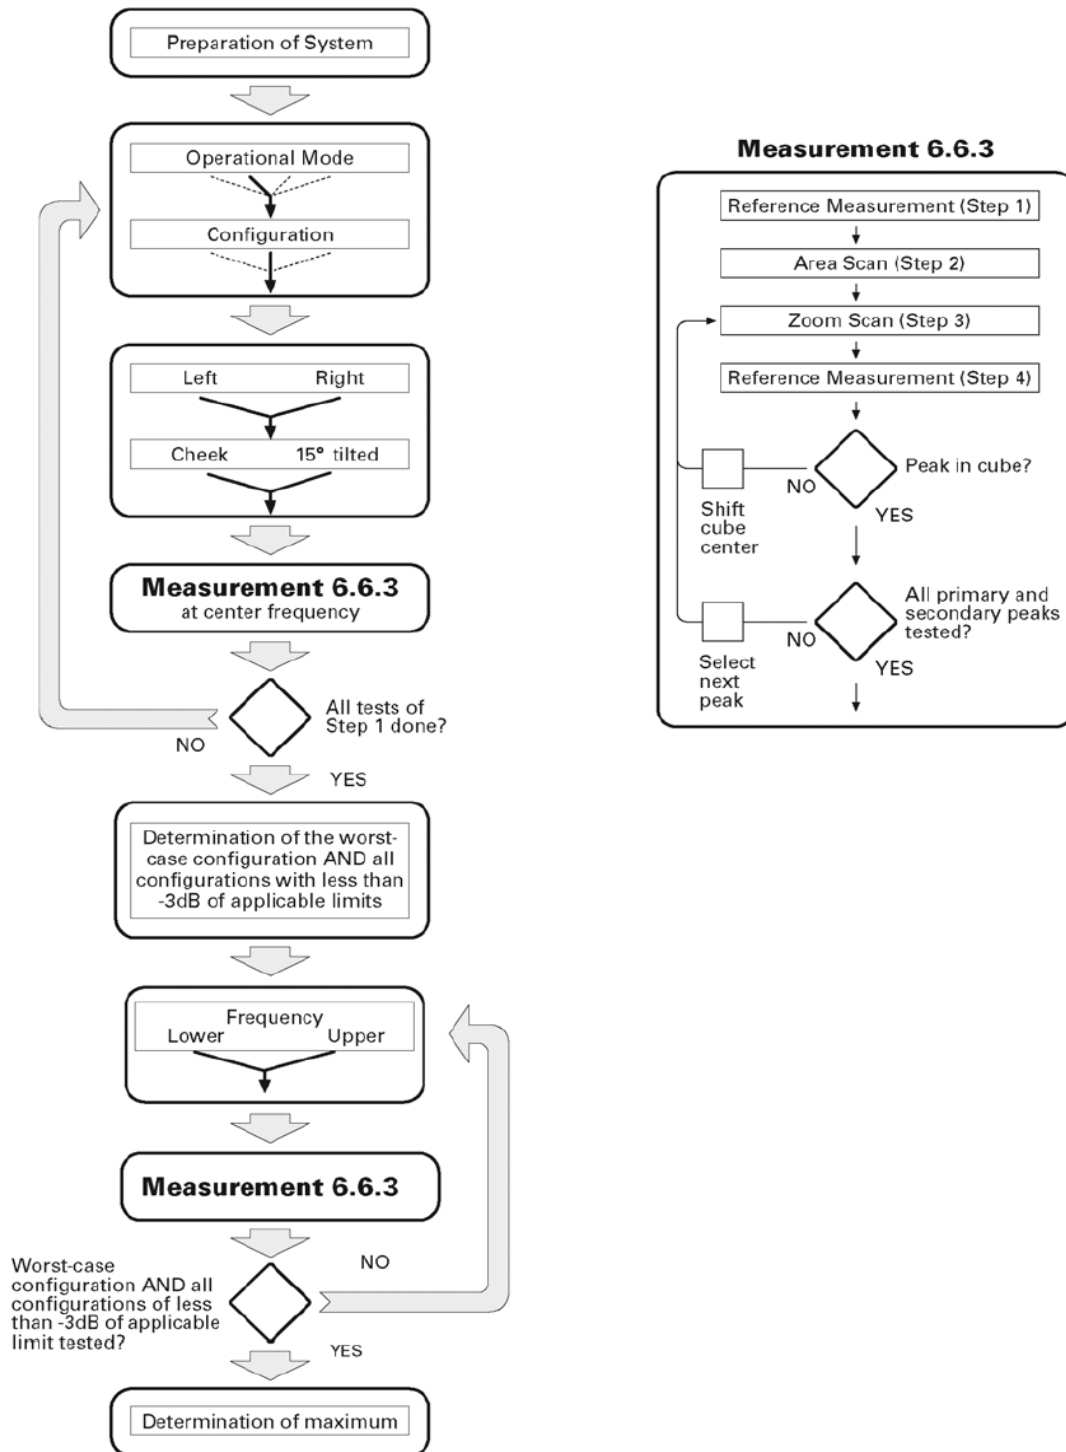 Preparation of System
Operational Mode
Configuration
Left Right
Cheek 15° tilted
Measurement 6.6.3
at center frequency
All tests of
Step 1 done?
NO
YES
Determination of the worst-
case configuration AND all
configurations with less than
-3dB of applicable limits
Frequency
Lower Upper
Measurement 6.6.3
Worst-case
configuration AND all
configurations of less
than -3dB of applicable
limit tested?
NO
YES
Determination of maximum
Measurement 6.6.3
Reference Measurement (Step 1)
Area Scan (Step 2)
Zoom Scan (Step 3)
Reference Measurement (Step 4)
Peak in cube?
NO
YES
Shift
cube
center
All primary and
secondary peaks
tested?
NO
YES
Select
next
peak